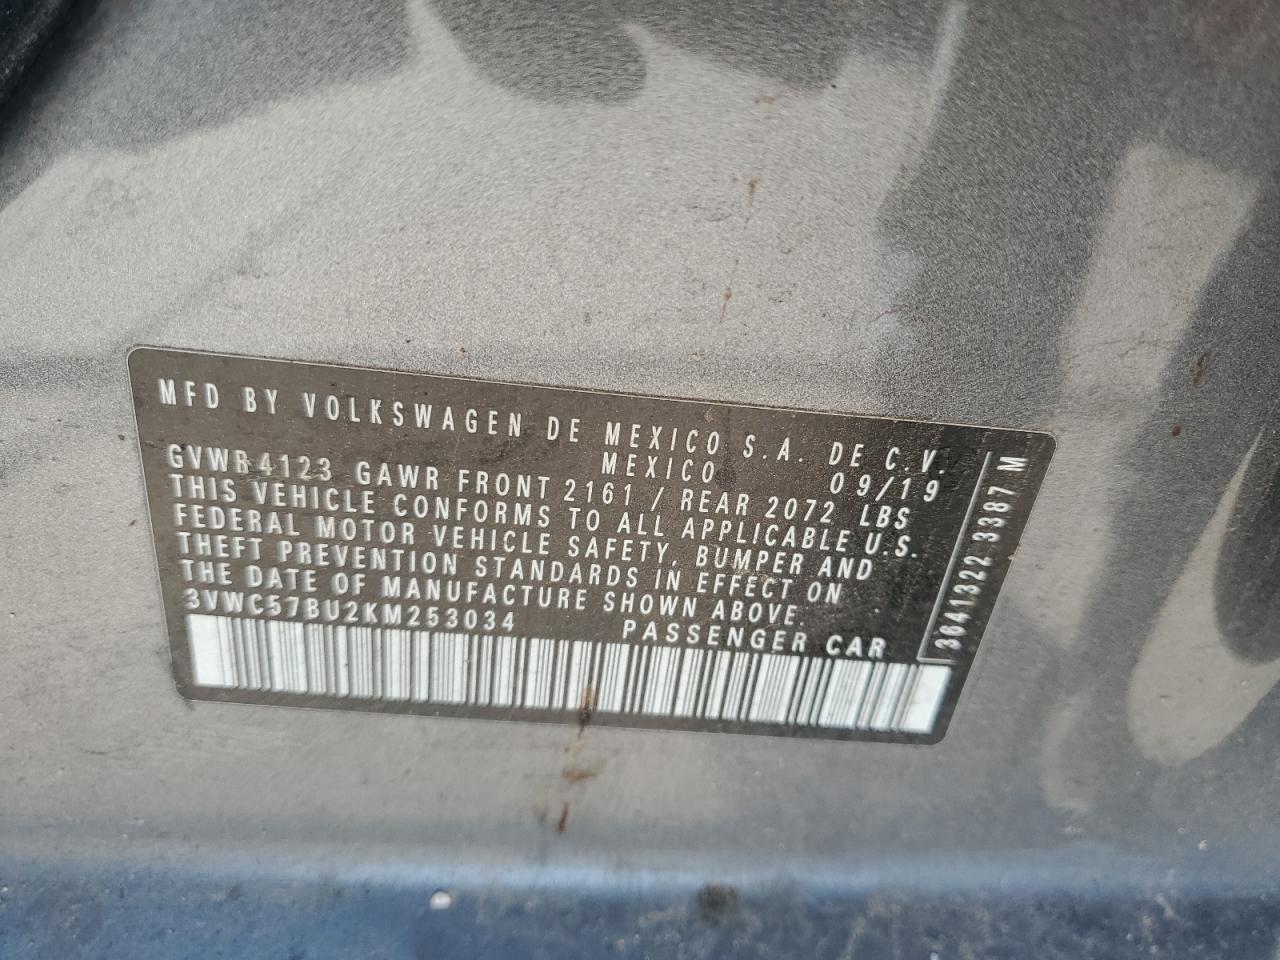 MFD BY VOLKSWAGEN DE MEXICO S.A. DE C.V.
MEXICO 09/19
GVWR 4123 GAWR FRONT 2161 / REAR 2072 LBS
THIS VEHICLE CONFORMS TO ALL APPLICABLE U.S.
FEDERAL MOTOR VEHICLE SAFETY, BUMPER AND
THEFT PREVENTION STANDARDS IN EFFECT ON
THE DATE OF MANUFACTURE SHOWN ABOVE.
3VWC57BU2KM253034 PASSENGER CAR
3641322 3387 M